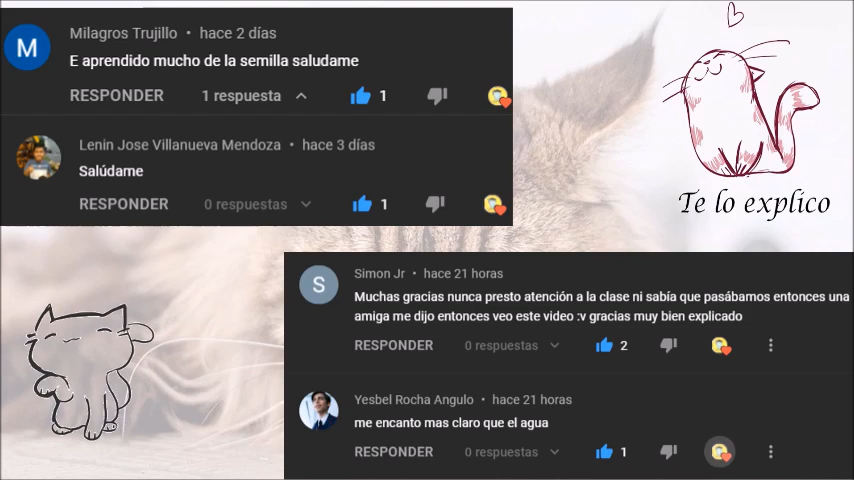 M
Milagros Trujillo • hace 2 días
E aprendido mucho de la semilla saludame
RESPONDER 1 respuesta 1
Lenin Jose Villanueva Mendoza • hace 3 días
Salúdame
RESPONDER 0 respuestas 1
Te lo explico
S
Simon Jr • hace 21 horas
Muchas gracias nunca presto atención a la clase ni sabía que pasábamos entonces una
amiga me dijo entonces veo este video :v gracias muy bien explicado
RESPONDER 0 respuestas 2
Yesbel Rocha Angulo • hace 21 horas
me encanto mas claro que el agua
RESPONDER 0 respuestas 1